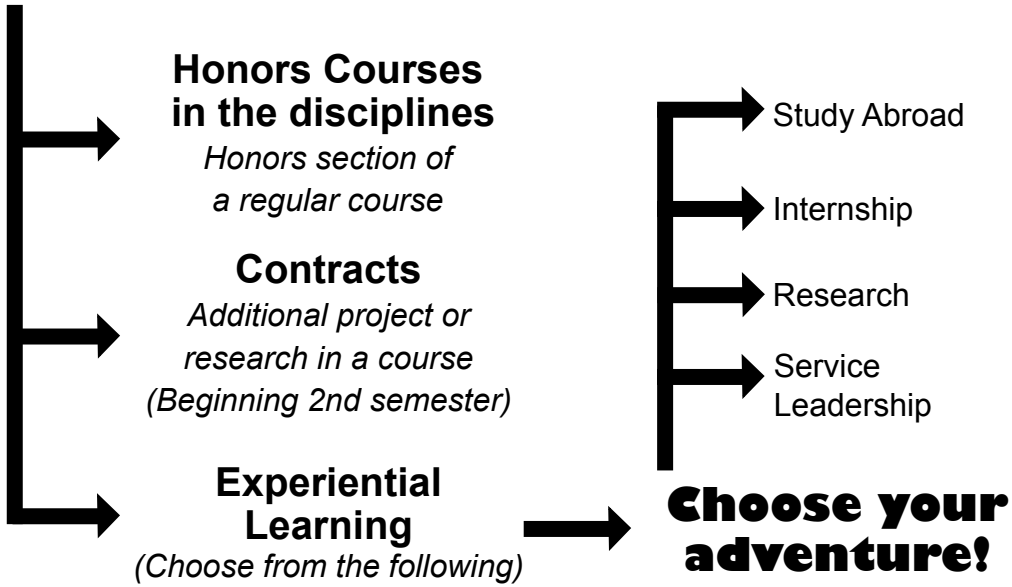 Honors Courses
in the disciplines
Honors section of
a regular course
Contracts
Additional project or
research in a course
(Beginning 2nd semester)
Experiential
Learning
(Choose from the following)
Choose your
adventure!
Study Abroad
Internship
Research
Service
Leadership